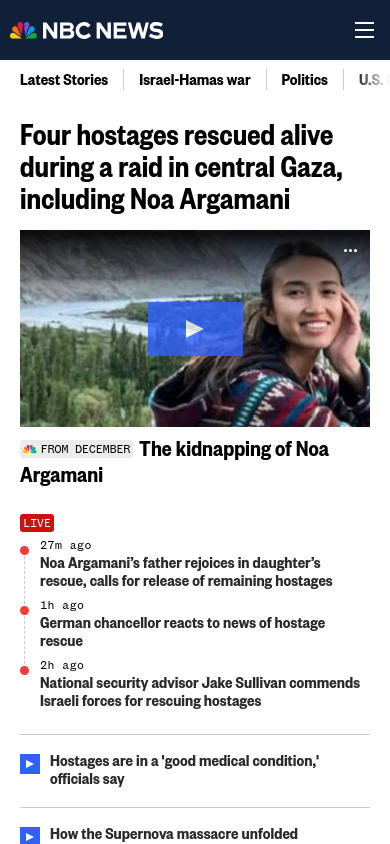 NBC NEWS
Latest Stories
Israel-Hamas war
Politics
U.S.
Four hostages rescued alive
during a raid in central Gaza,
including Noa Argamani
FROM DECEMBER The kidnapping of Noa
Argamani
LIVE
27m ago
Noa Argamani’s father rejoices in daughter’s
rescue, calls for release of remaining hostages
1h ago
German chancellor reacts to news of hostage
rescue
2h ago
National security advisor Jake Sullivan commends
Israeli forces for rescuing hostages
Hostages are in a 'good medical condition,'
officials say
How the Supernova massacre unfolded